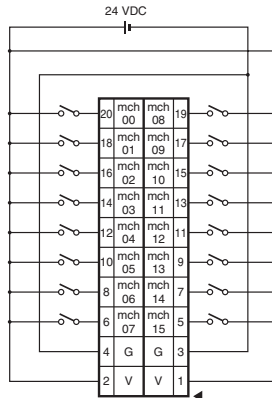 24 VDC
20 mch 00 mch 08 19
18 mch 01 mch 09 17
16 mch 02 mch 10 15
14 mch 03 mch 11 13
12 mch 04 mch 12 11
10 mch 05 mch 13 9
8 mch 06 mch 14 7
6 mch 07 mch 15 5
4 G G 3
2 V V 1